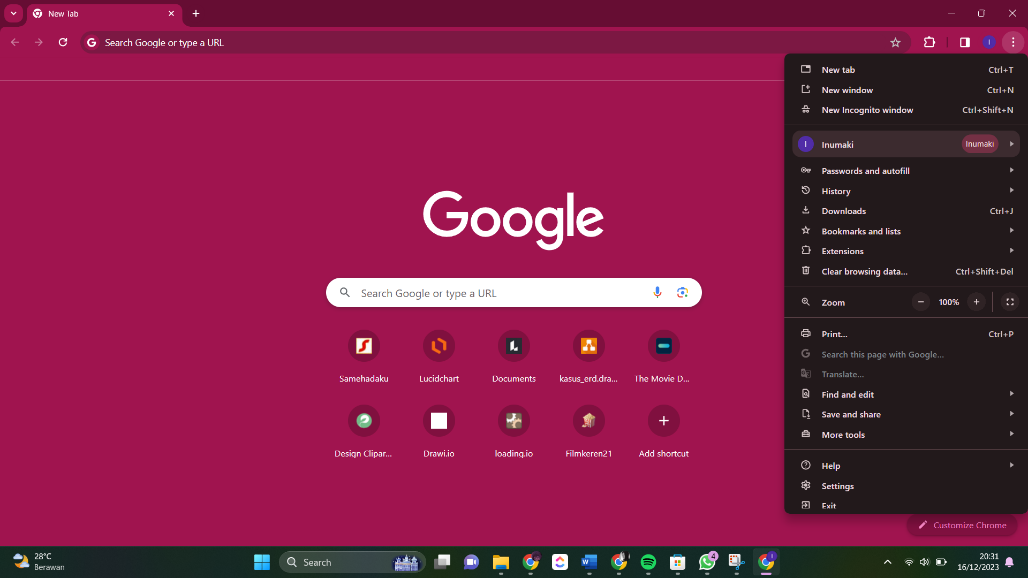 New Tab
Search Google or type a URL
I
New tab Ctrl+T
New window Ctrl+N
New Incognito window Ctrl+Shift+N
I Inumaki Inumaki
Passwords and autofill
History
Downloads Ctrl+J
Bookmarks and lists
Extensions
Clear browsing data... Ctrl+Shift+Del
Zoom − 100% +
Print... Ctrl+P
Search this page with Google...
Translate...
Find and edit
Save and share
More tools
Help
Settings
Exit
Google
Search Google or type a URL
Samehadaku Lucidchart Documents kasus_erd.dra... The Movie D...
Design Clipar... Drawi.io loading.io Filmkeren21 Add shortcut
Customize Chrome
28°C
Berawan
Search
4
20:31
16/12/2023